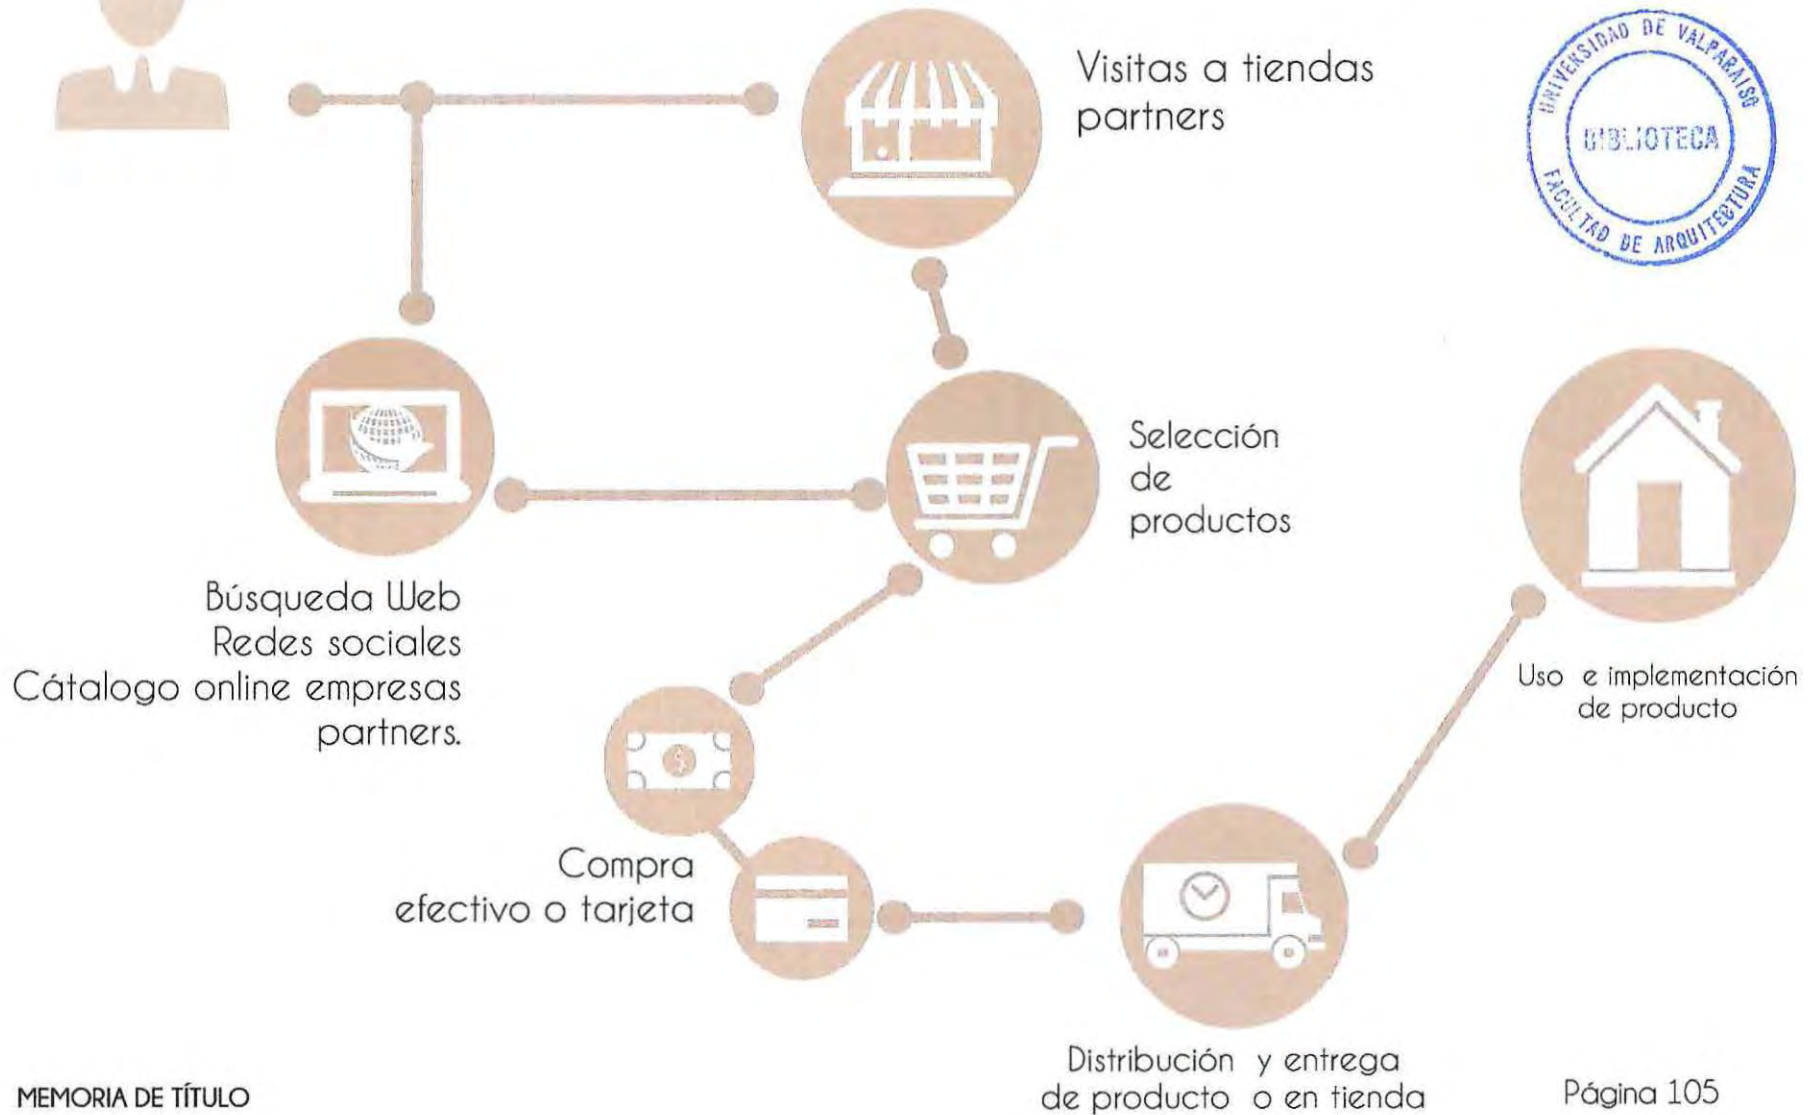 Visitas a tiendas
partners
UNIVERSIDAD DE VALPARAISO
BIBLIOTECA
FACULTAD DE ARQUITECTURA
Selección
de
productos
Búsqueda Web
Redes sociales
Cátalogo online empresas
partners.
Uso e implementación
de producto
$
Compra
efectivo o tarjeta
Distribución y entrega
de producto o en tienda
MEMORIA DE TÍTULO
Página 105